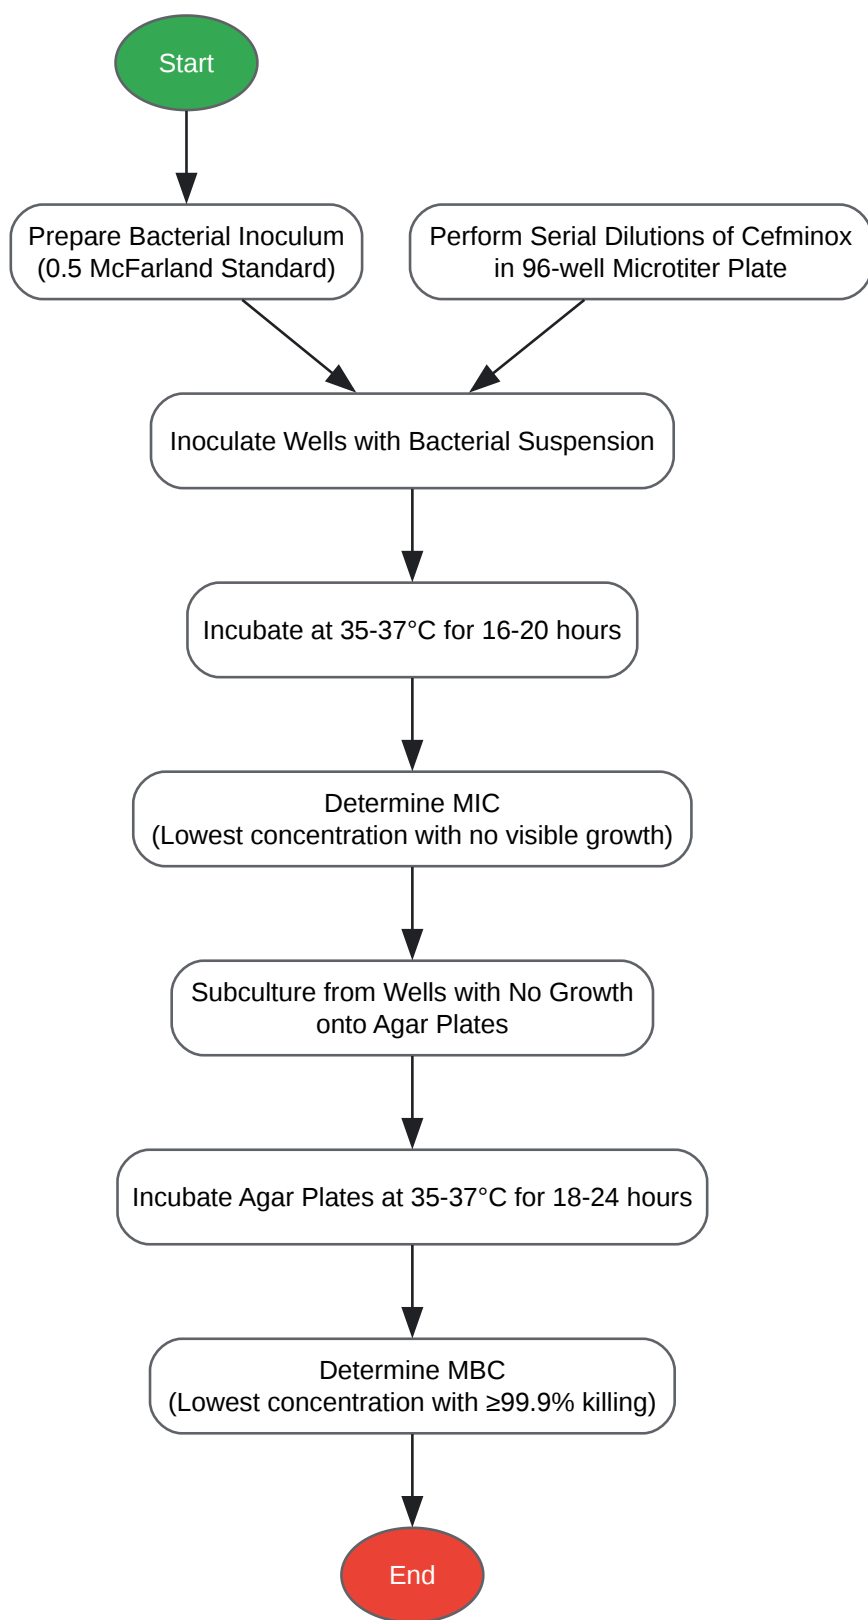 Start
Prepare Bacterial Inoculum
(0.5 McFarland Standard)
Perform Serial Dilutions of Cefminox
in 96-well Microtiter Plate
Inoculate Wells with Bacterial Suspension
Incubate at 35-37°C for 16-20 hours
Determine MIC
(Lowest concentration with no visible growth)
Subculture from Wells with No Growth
onto Agar Plates
Incubate Agar Plates at 35-37°C for 18-24 hours
Determine MBC
(Lowest concentration with ≥99.9% killing)
End